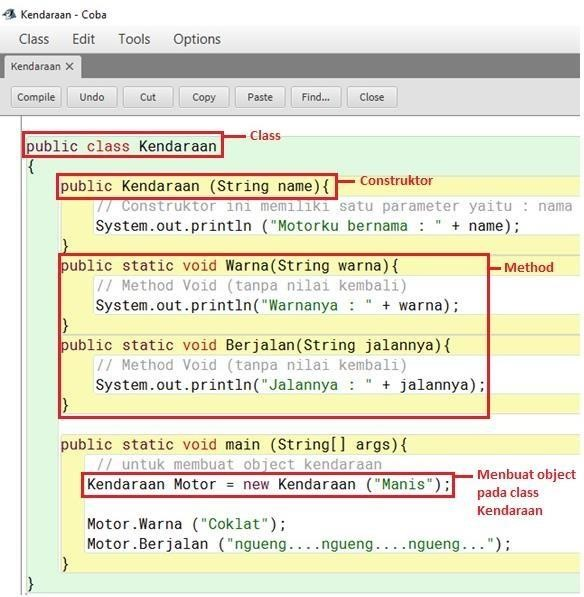 Kendaraan - Coba
Class Edit Tools Options
Kendaraan X
Compile Undo Cut Copy Paste Find... Close
public class Kendaraan
Class
{
public Kendaraan (String name){
Construktor
// Constructor ini memiliki satu parameter yaitu : nama
System.out.println ("Motorku bernama : " + name);
}
public static void Warna(String warna){
Method
// Method Void (tanpa nilai kembali)
System.out.println("Warnanya : " + warna);
}
public static void Berjalan(String jalannya){
// Method Void (tanpa nilai kembali)
System.out.println("Jalannya : " + jalannya);
}
public static void main (String[] args){
// untuk membuat object kendaraan
Kendaraan Motor = new Kendaraan ("Manis");
Menbuat object
pada class
Kendaraan
Motor.Warna ("Coklat");
Motor.Berjalan ("ngueng....ngueng....ngueng...");
}
}